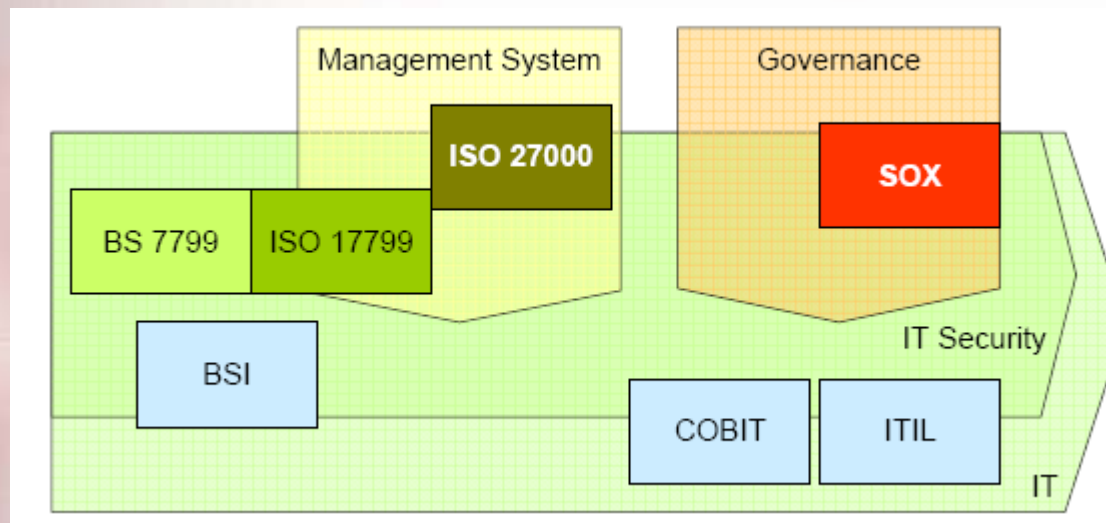 Management System
Governance
ISO 27000
SOX
BS 7799
ISO 17799
IT Security
BSI
COBIT
ITIL
IT